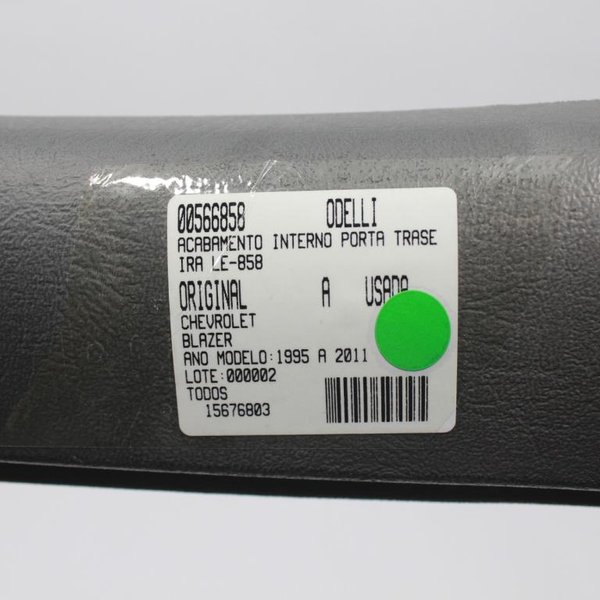 00566858 ODELLI
ACABAMENTO INTERNO PORTA TRASE
IRA LE-858
ORIGINAL A USADA
CHEVROLET
BLAZER
ANO MODELO:1995 A 2011
LOTE:000002
TODOS
15676803